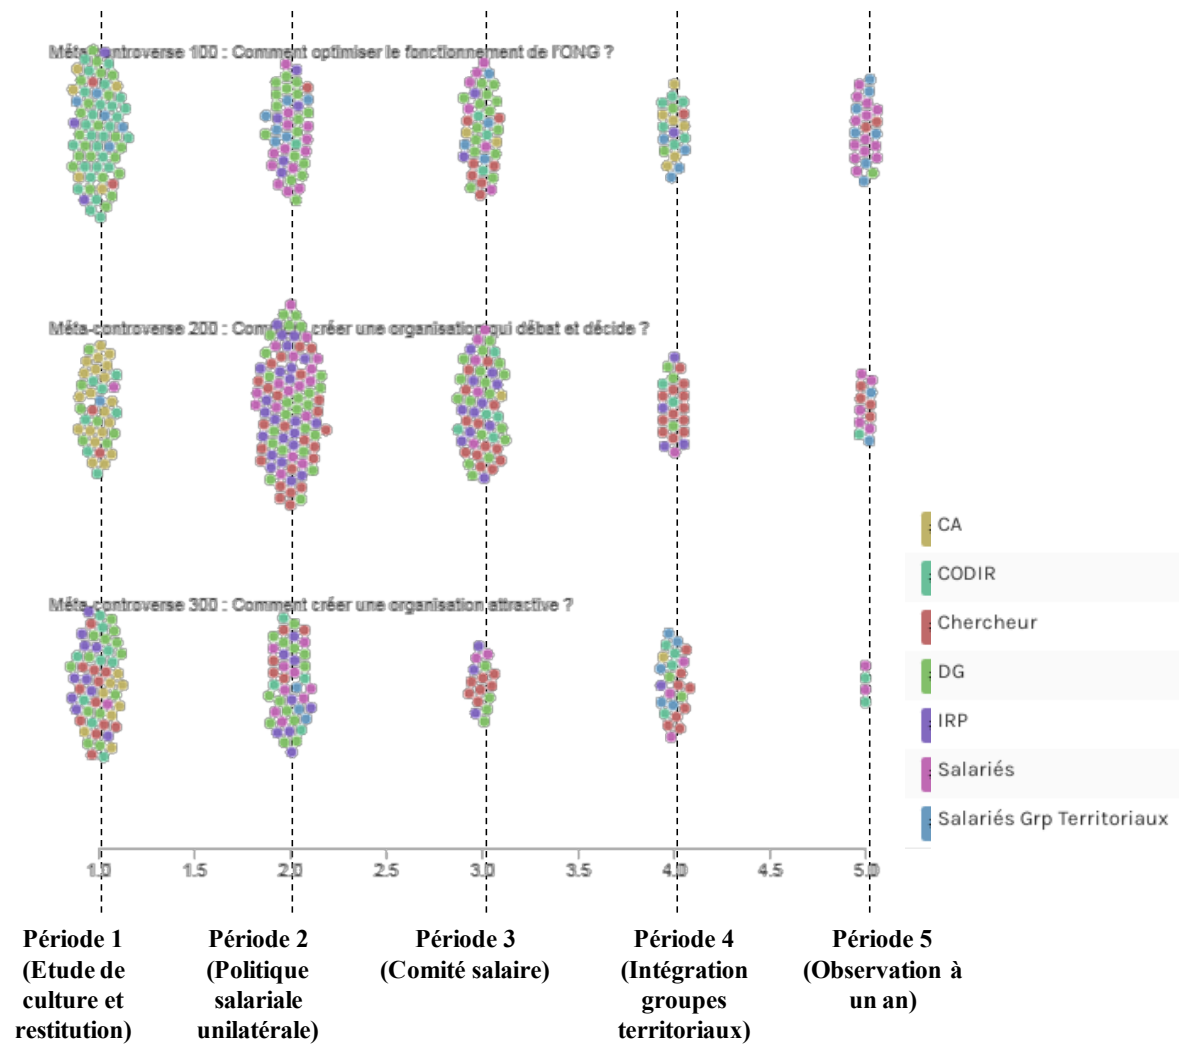 Méta-controverse 100 : Comment optimiser le fonctionnement de l'ONG ?
Méta-controverse 200 : Comment créer une organisation qui débat et décide ?
Méta-controverse 300 : Comment créer une organisation attractive ?
CA
CODIR
Chercheur
DG
IRP
Salariés
Salariés Grp Territoriaux
1.0 1.5 2.0 2.5 3.0 3.5 4.0 4.5 5.0
Période 1 Période 2 Période 3 Période 4 Période 5
(Etude de (Politique (Comité salaire) (Intégration (Observation à
culture et salariale groupes un an)
restitution) unilatérale) territoriaux)